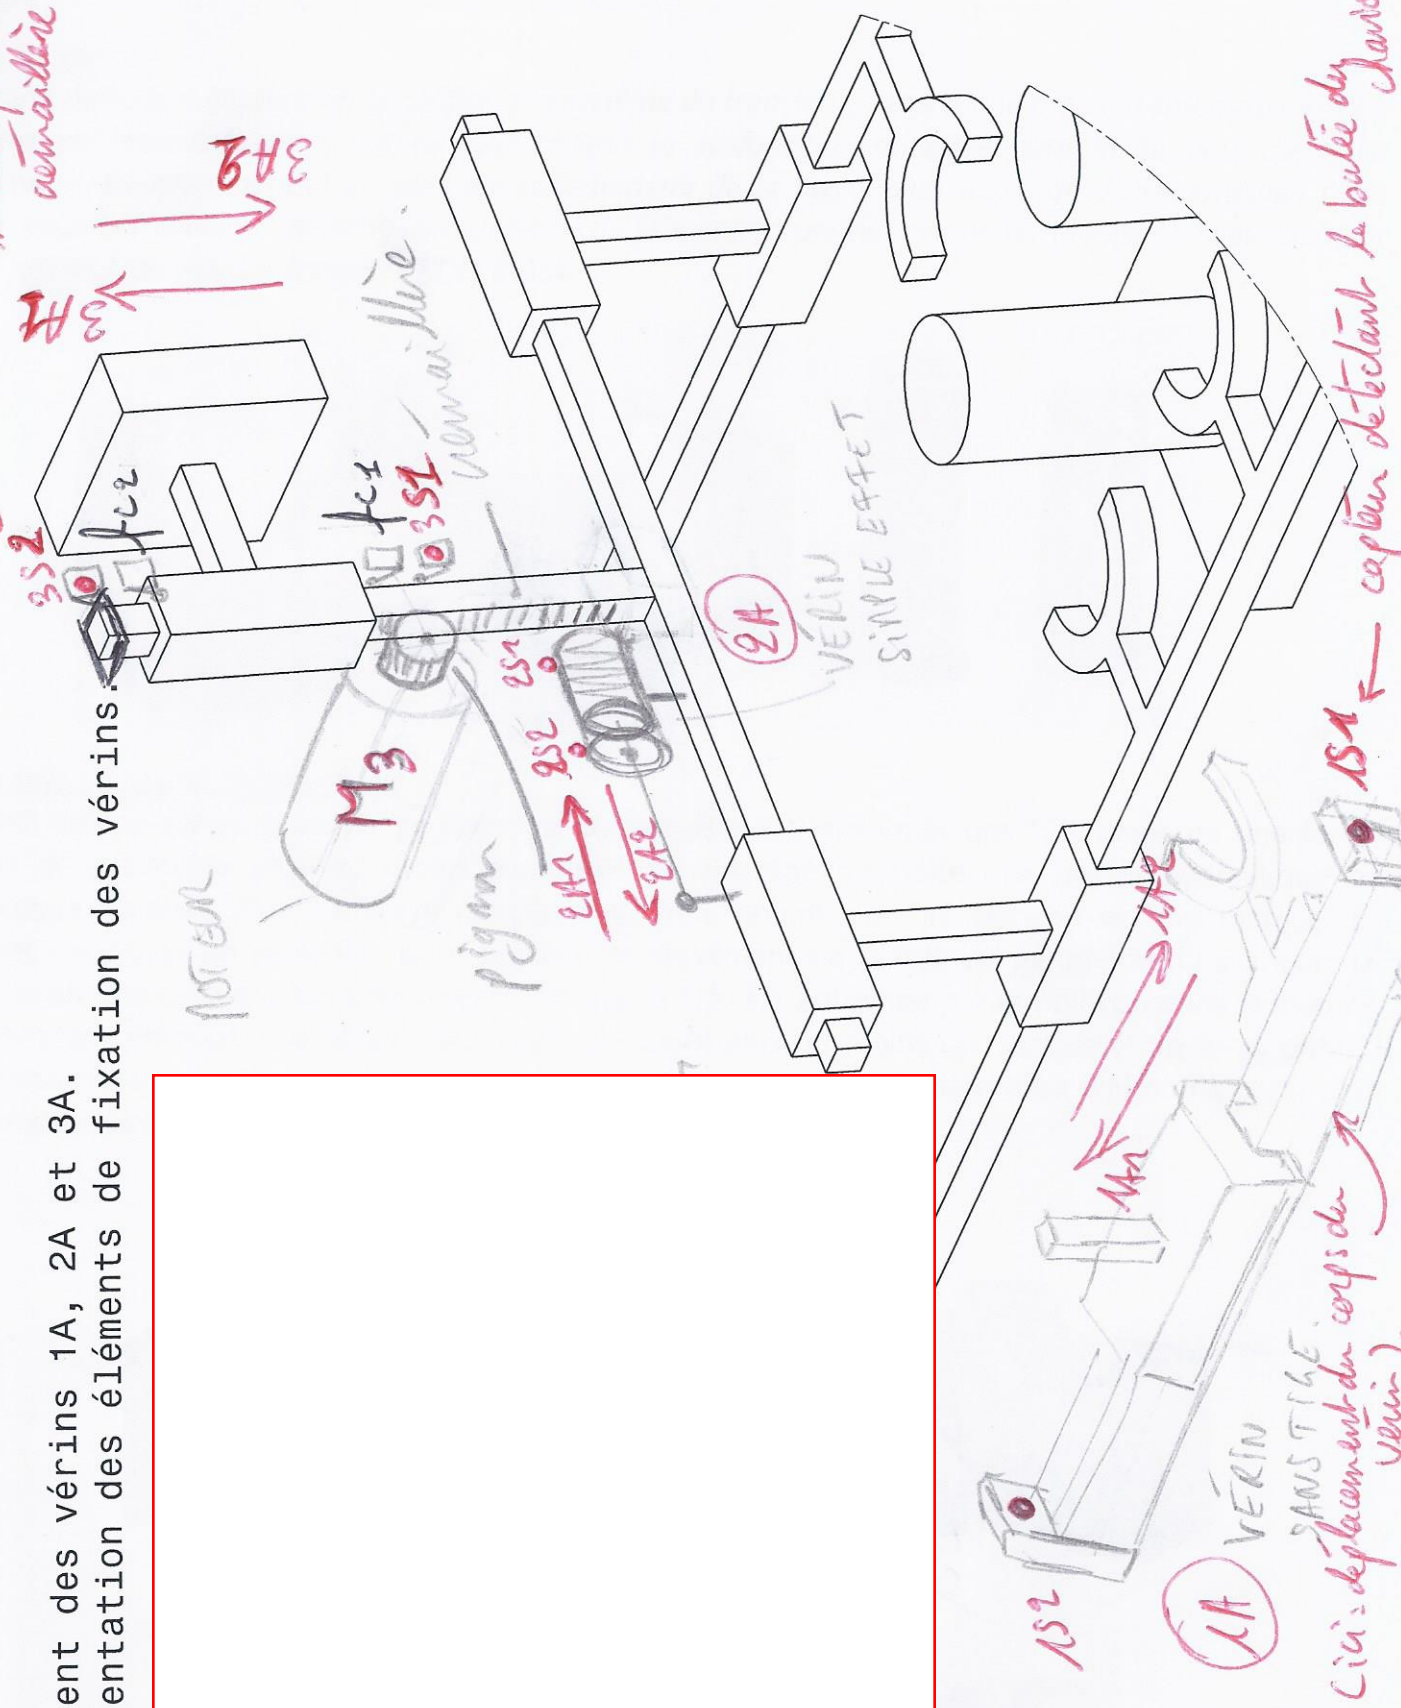 ent des vérins 1A, 2A et 3A.
entation des éléments de fixation des vérins.
crémaillère
3A2
3A1
3S2
fc2
fc1
3S1
crémaillère
MOTEUR
M3
pignon
2S1
2S2
2A1
2A2
2A
VÉRIN
SIMPLE EFFET
1A2
1A1
1S1
capteur détectant la butée du
1S2
1A
VÉRIN
SANS TIGE
(ici : déplacement du corps du
vérin)